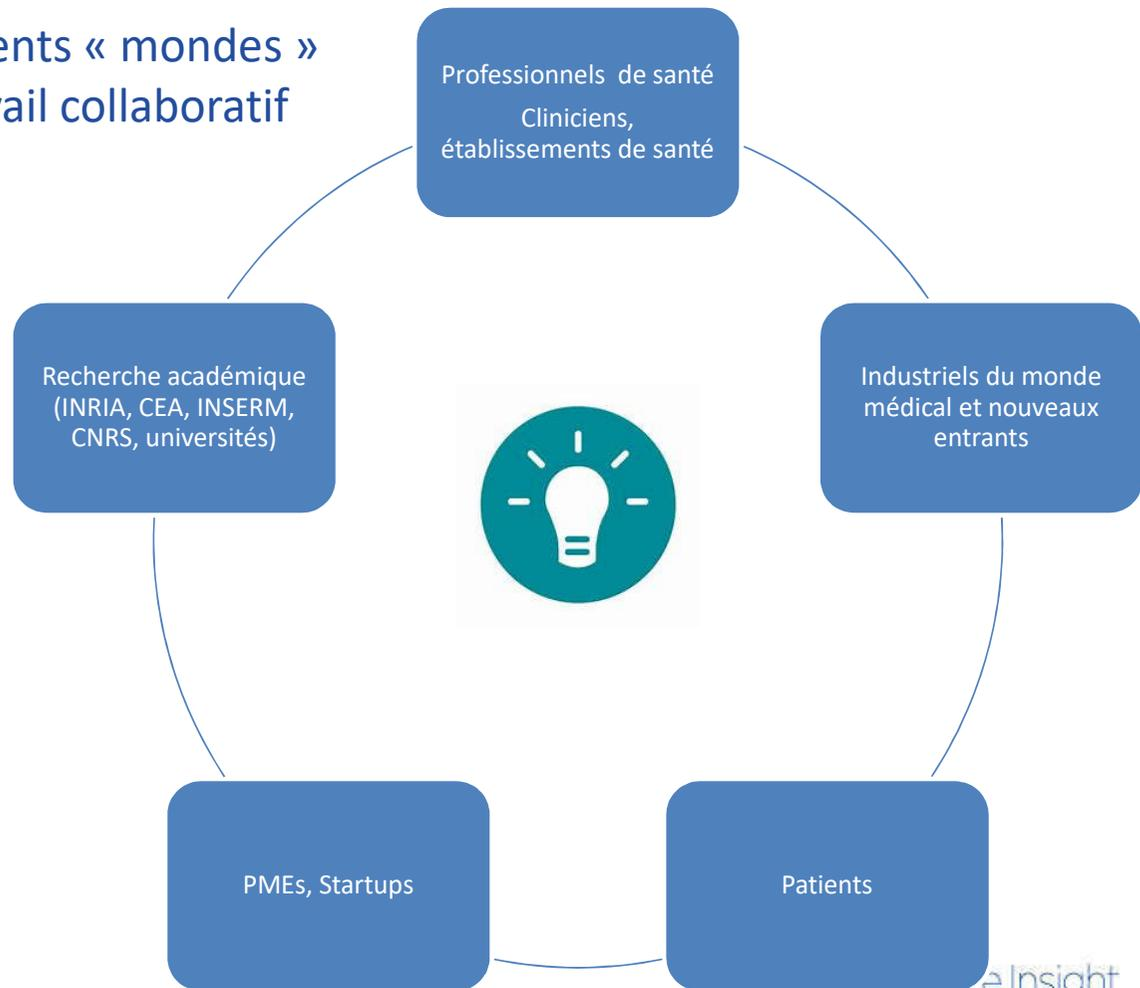 ents « mondes »
ail collaboratif
Professionnels de santé
Cliniciens,
établissements de santé
Recherche académique
(INRIA, CEA, INSERM,
CNRS, universités)
Industriels du monde
médical et nouveaux
entrants
PMEs, Startups
Patients
e Insight